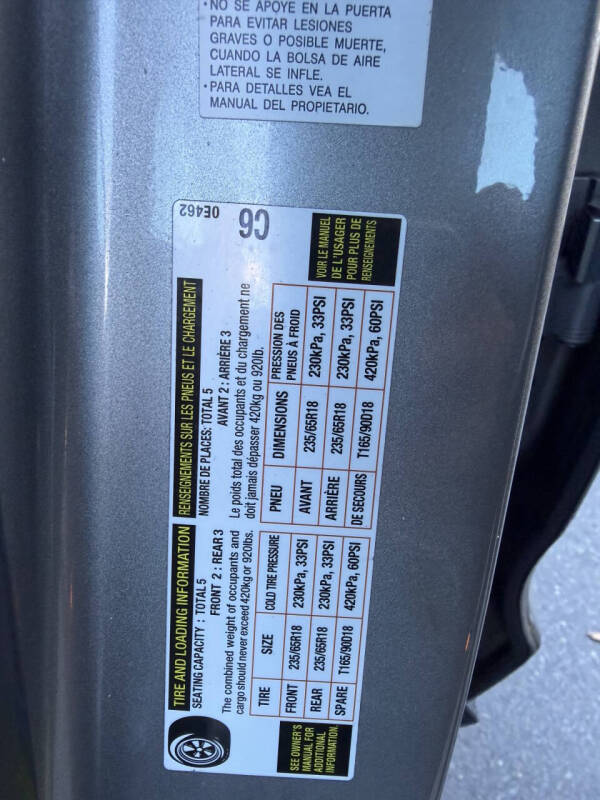 •NO SE APOYE EN LA PUERTA
PARA EVITAR LESIONES
GRAVES O POSIBLE MUERTE,
CUANDO LA BOLSA DE AIRE
LATERAL SE INFLE.
•PARA DETALLES VEA EL
MANUAL DEL PROPIETARIO.
0E462
C6
TIRE AND LOADING INFORMATION
SEATING CAPACITY : TOTAL 5
FRONT 2 : REAR 3
The combined weight of occupants and
cargo should never exceed 420kg or 920lbs.
TIRE SIZE COLD TIRE PRESSURE
FRONT 235/65R18 230kPa, 33PSI
REAR 235/65R18 230kPa, 33PSI
SPARE T165/90D18 420kPa, 60PSI
SEE OWNER'S
MANUAL FOR
ADDITIONAL
INFORMATION
RENSEIGNEMENTS SUR LES PNEUS ET LE CHARGEMENT
NOMBRE DE PLACES: TOTAL 5
AVANT 2 : ARRIÈRE 3
Le poids total des occupants et du chargement ne
doit jamais dépasser 420kg ou 920lb.
PNEU DIMENSIONS PRESSION DES
PNEUS À FROID
AVANT 235/65R18 230kPa, 33PSI
ARRIÈRE 235/65R18 230kPa, 33PSI
DE SECOURS T165/90D18 420kPa, 60PSI
VOIR LE MANUEL
DE L'USAGER
POUR PLUS DE
RENSEIGNEMENTS